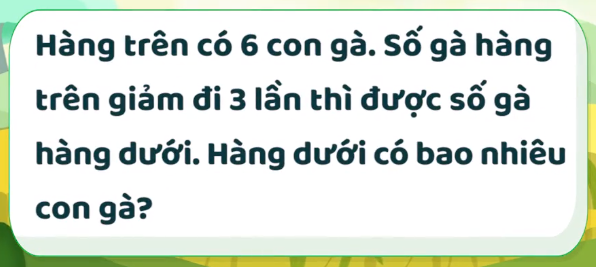 Hàng trên có 6 con gà. Số gà hàng
trên giảm đi 3 lần thì được số gà
hàng dưới. Hàng dưới có bao nhiêu
con gà?